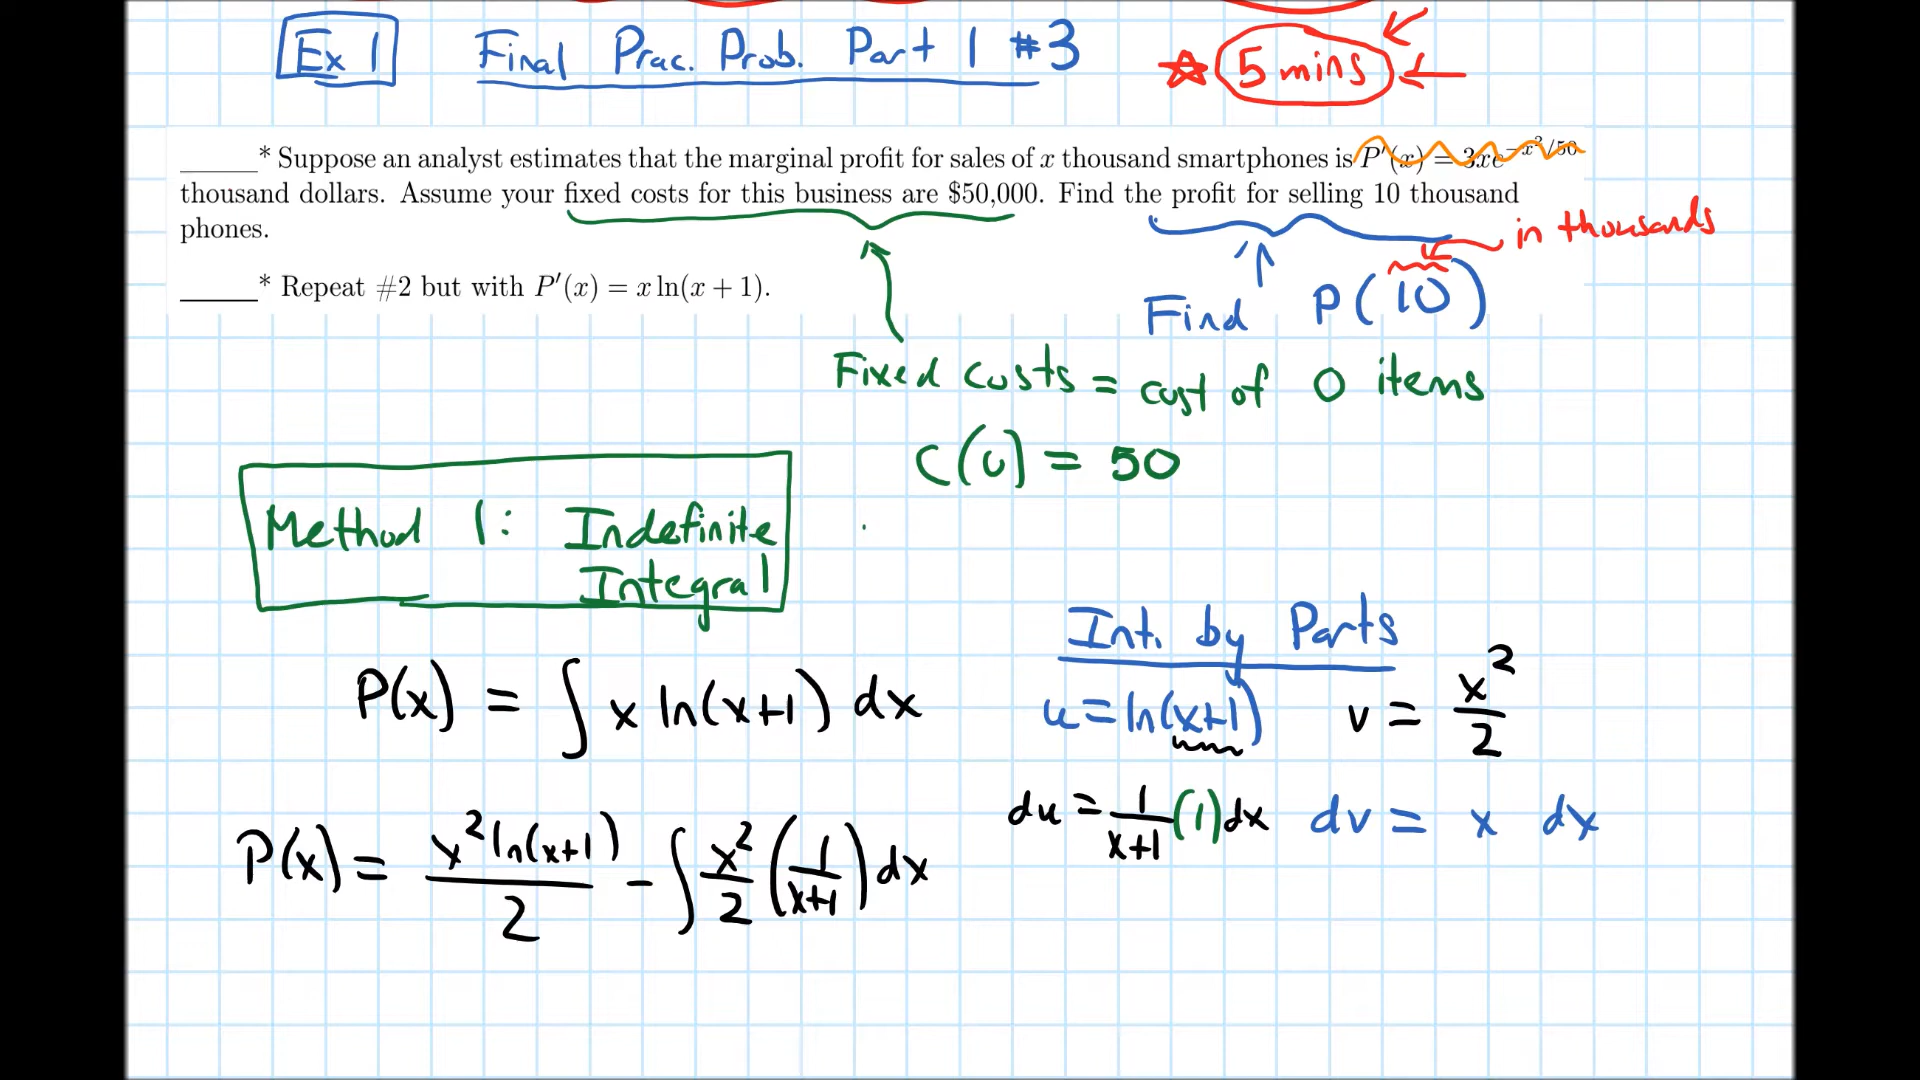 Ex 1 Final Prac. Prob. Part 1 #3 ☆ 5 mins
* Suppose an analyst estimates that the marginal profit for sales of x thousand smartphones is P′(x) = 3xe^{−x²/50}
thousand dollars. Assume your fixed costs for this business are $50,000. Find the profit for selling 10 thousand
phones.
in thousands
* Repeat #2 but with P′(x) = x ln(x + 1).
Find P(10)
Fixed costs = cost of 0 items
C(0) = 50
Method 1: Indefinite
Integral
Int. by Parts
P(x) = ∫ x ln(x+1) dx
u = ln(x+1) v = x²/2
du = 1/(x+1) (1) dx dv = x dx
P(x) = x² ln(x+1)/2 − ∫ x²/2 (1/(x+1)) dx